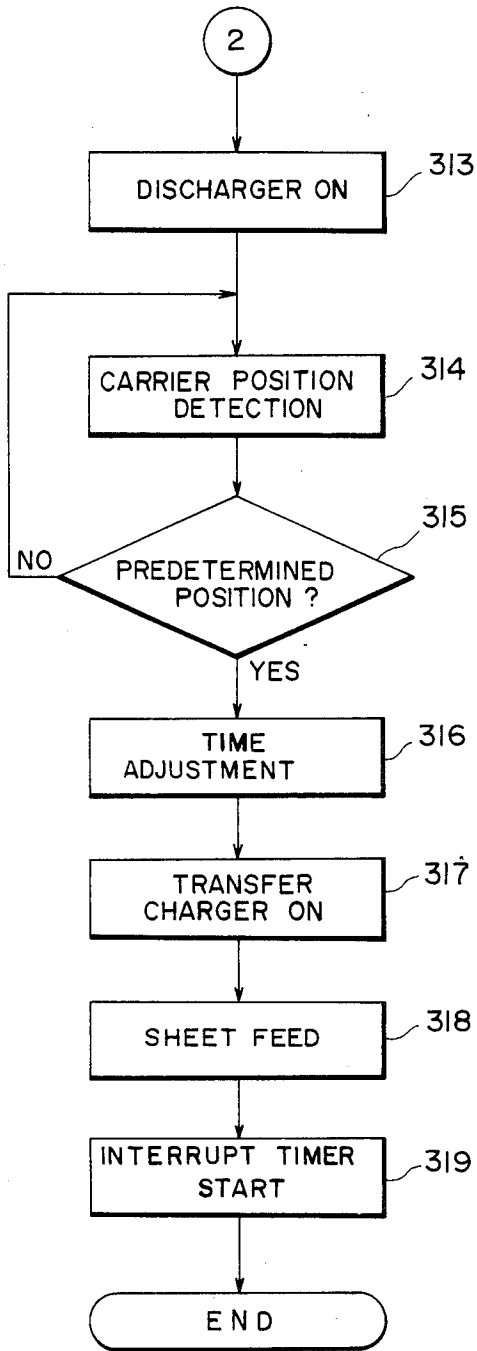 2
DISCHARGER ON
313
CARRIER POSITION
DETECTION
314
315
NO
PREDETERMINED
POSITION ?
YES
TIME
ADJUSTMENT
316
TRANSFER
CHARGER ON
317
SHEET FEED
318
INTERRUPT TIMER
START
319
END